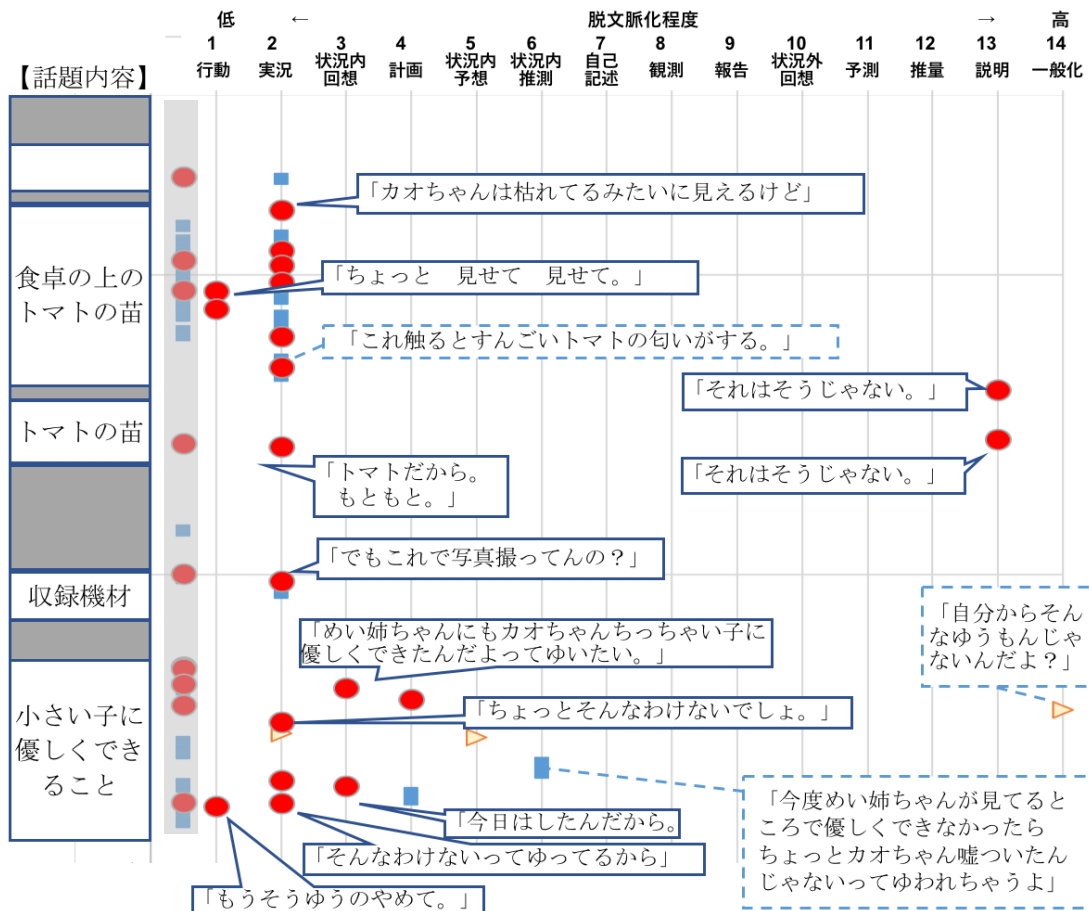 低 ← 脱文脈化程度 → 高
1 2 3 4 5 6 7 8 9 10 11 12 13 14
【話題内容】
行動 実況 状況内回想 計画 状況内予想 状況内推測 自己記述 観測 報告 状況外回想 予測 推量 説明 一般化
「カオちゃんは枯れてるみたいに見えるけど」
食卓の上の
トマトの苗
「ちょっと 見せて 見せて。」
「これ触るとすんごいトマトの匂いがする。」
「それはそうじゃない。」
トマトの苗
「それはそうじゃない。」
「トマトだから。
もともと。」
「でもこれで写真撮ってんの？」
収録機材
「自分からそん
なゆうもんじゃ
ないんだよ？」
「めい姉ちゃんにもカオちゃんちっちゃい子に
優しくできたんだよってゆいたい。」
小さい子に
優しくでき
ること
「ちょっとそんなわけないでしょ。」
「今度めい姉ちゃんが見てると
ころで優しくできなかったら
ちょっとカオちゃん嘘ついたん
じゃないってゆわれちゃうよ」
「今日はしたんだから。
「そんなわけないってゆってるから」
「もうそうゆうのやめて。」